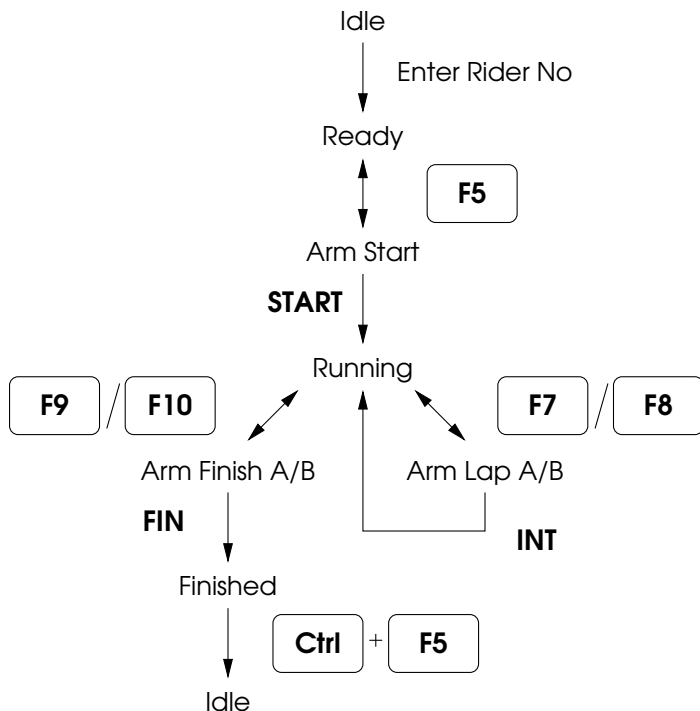 Idle
Enter Rider No
Ready
F5
Arm Start
START
Running
F9 / F10
F7 / F8
Arm Finish A/B
Arm Lap A/B
FIN
INT
Finished
Ctrl + F5
Idle